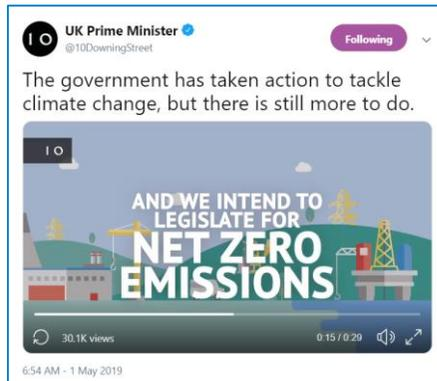 10
UK Prime Minister
@10DowningStreet
Following
The government has taken action to tackle
climate change, but there is still more to do.
10
AND WE INTEND TO
LEGISLATE FOR
NET ZERO
EMISSIONS
30.1K views
0:15 / 0:29
6:54 AM - 1 May 2019